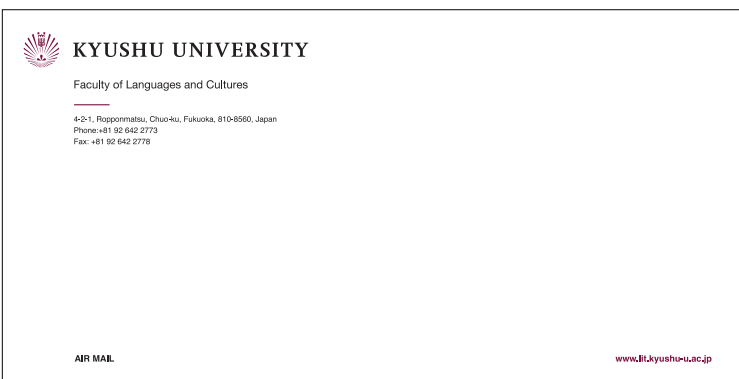 KYUSHU UNIVERSITY
Faculty of Languages and Cultures
4-2-1, Ropponmatsu, Chuo-ku, Fukuoka, 810-8560, Japan
Phone:+81 92 642 2773
Fax: +81 92 642 2778
AIR MAIL
www.lit.kyushu-u.ac.jp